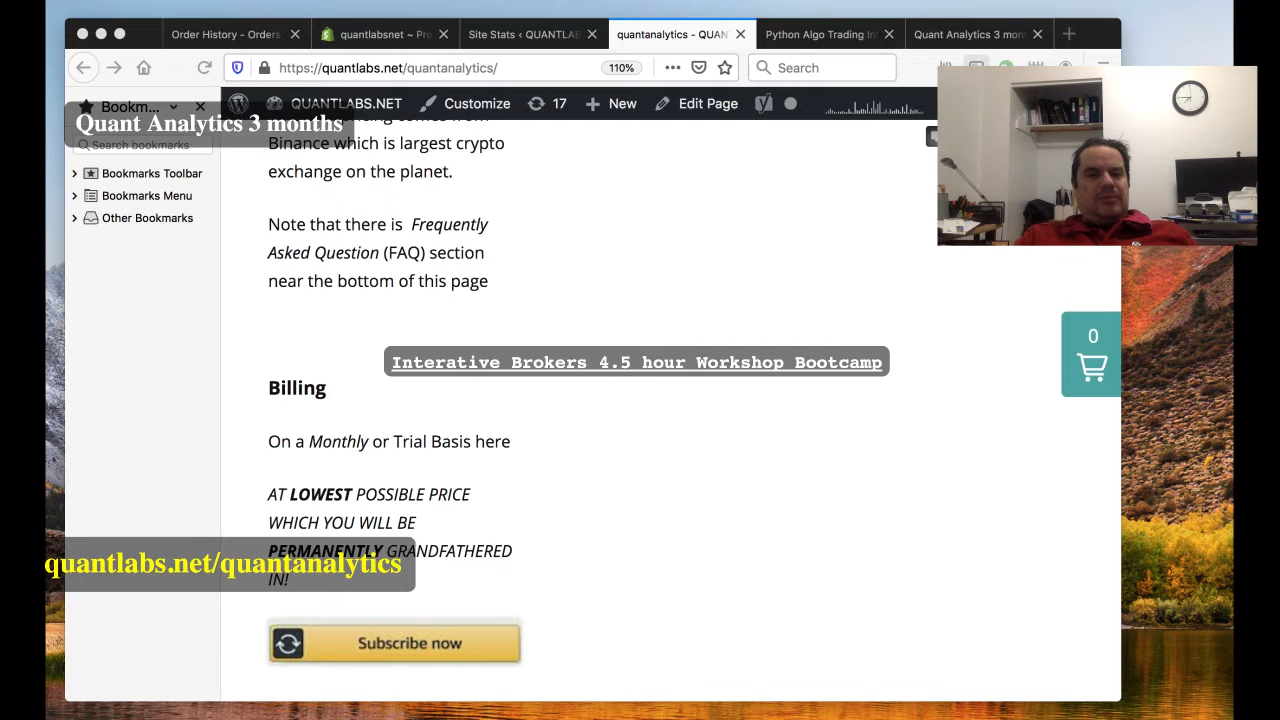 Order History - Orders
quantlabsnet ~ Pro
Site Stats ‹ QUANTLAB
quantanalytics - QUAN
Python Algo Trading In
Quant Analytics 3 mont
https://quantlabs.net/quantanalytics/
110%
Search
Bookm...
QUANTLABS.NET
Customize
17
New
Edit Page
Quant Analytics 3 months
Search bookmarks
Bookmarks Toolbar
Bookmarks Menu
Other Bookmarks
Binance which is largest crypto
exchange on the planet.
Note that there is Frequently
Asked Question (FAQ) section
near the bottom of this page
0
Interative Brokers 4.5 hour Workshop Bootcamp
Billing
On a Monthly or Trial Basis here
AT LOWEST POSSIBLE PRICE
WHICH YOU WILL BE
PERMANENTLY GRANDFATHERED
quantlabs.net/quantanalytics
IN!
Subscribe now